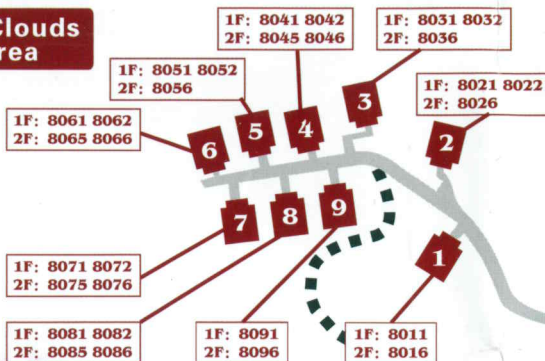 Clouds
rea
1F: 8041 8042
2F: 8045 8046
1F: 8031 8032
2F: 8036
1F: 8051 8052
2F: 8056
1F: 8021 8022
2F: 8026
1F: 8061 8062
2F: 8065 8066
3
5
4
6
2
7
8
9
1
1F: 8071 8072
2F: 8075 8076
1F: 8081 8082
2F: 8085 8086
1F: 8091
2F: 8096
1F: 8011
2F: 8016